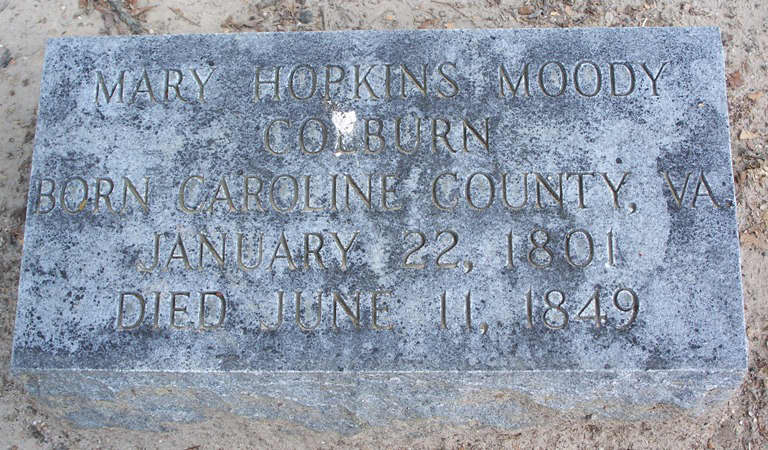 MARY HOPKINS MOODY
COLBURN
BORN CAROLINE COUNTY, VA.
JANUARY 22, 1801
DIED JUNE 11, 1849